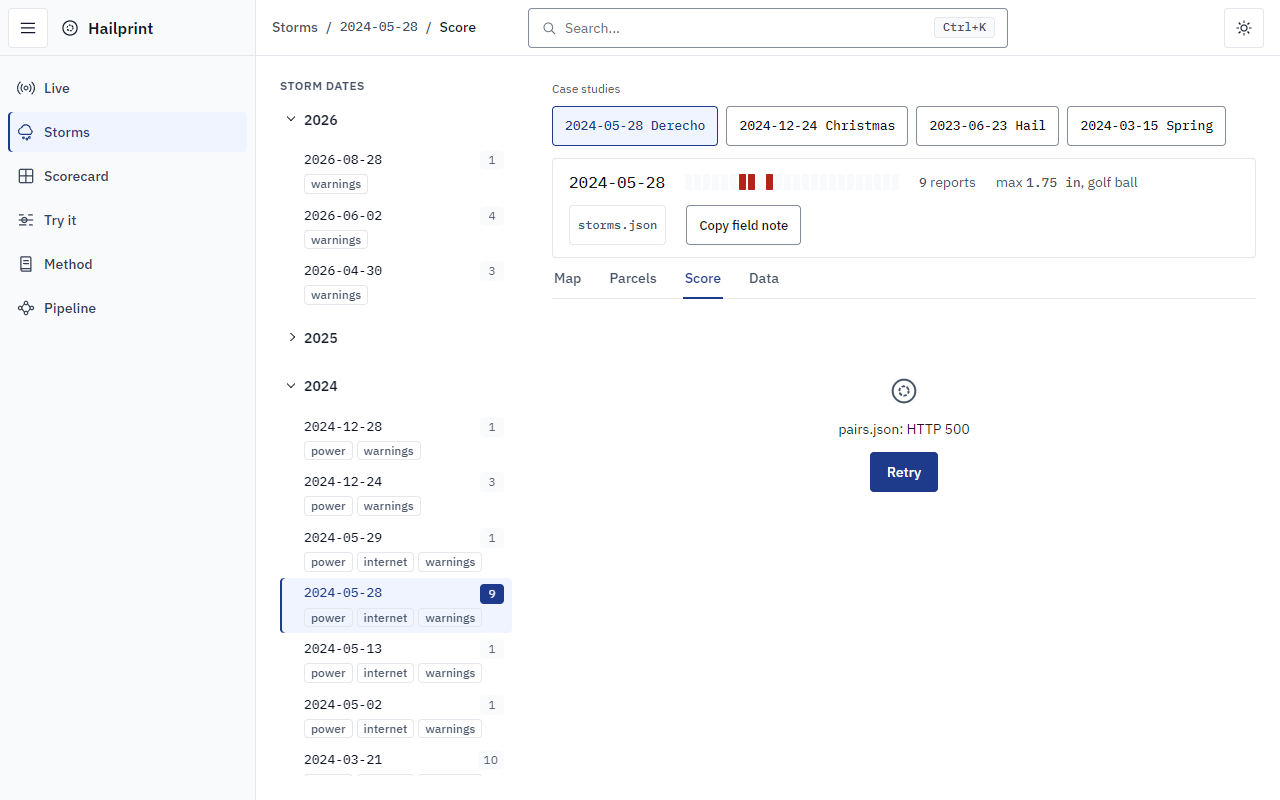 Hailprint
Storms / 2024-05-28 / Score
Search...
Ctrl+K
Live
Storms
Scorecard
Try it
Method
Pipeline
STORM DATES
2026
2026-08-28 1
warnings
2026-06-02 4
warnings
2026-04-30 3
warnings
2025
2024
2024-12-28 1
power warnings
2024-12-24 3
power warnings
2024-05-29 1
power internet warnings
2024-05-28 9
power internet warnings
2024-05-13 1
power internet warnings
2024-05-02 1
power internet warnings
2024-03-21 10
Case studies
2024-05-28 Derecho
2024-12-24 Christmas
2023-06-23 Hail
2024-03-15 Spring
2024-05-28
9 reports
max 1.75 in, golf ball
storms.json
Copy field note
Map
Parcels
Score
Data
pairs.json: HTTP 500
Retry